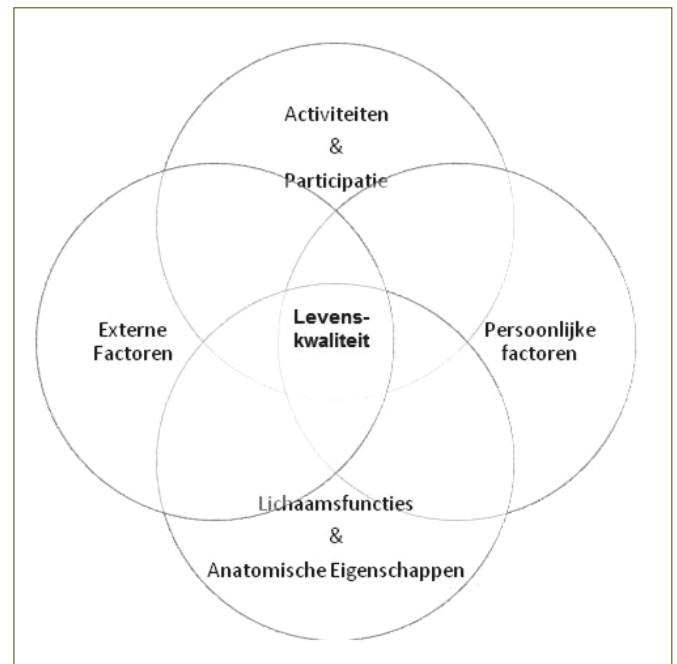 Activiteiten
&
Participatie
Externe
Factoren
Levens-
kwaliteit
Persoonlijke
factoren
Lichaamsfuncties
&
Anatomische Eigenschappen